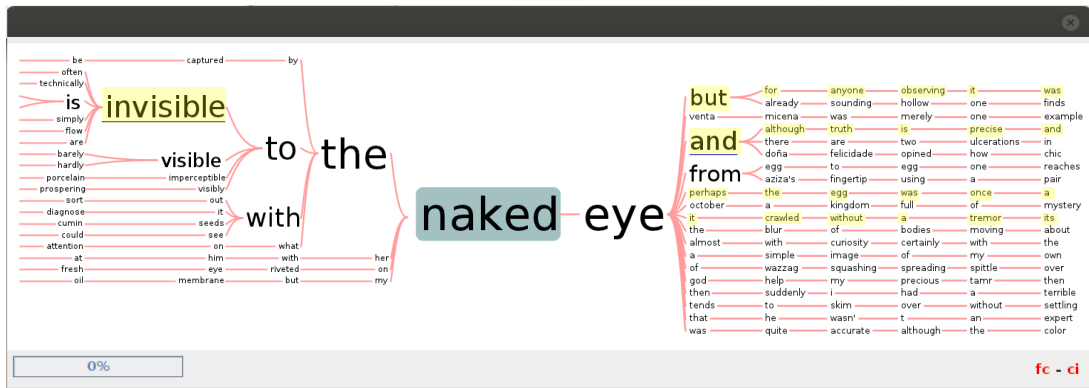 be captured by
often
technically
is
invisible
simply
flow
are
barely
visible
hardly
to
the
porcelain imperceptible
prospering visibly
sort out
diagnose it
with
cumin seeds
could see
attention on what
at him with her
fresh eye riveted on
oil membrane but my
naked eye
but
for anyone observing it was
already sounding hollow one finds
venta micena was merely one example
and
although truth is precise and
there are two ulcerations in
doña felicidade opined how chic
from
egg to egg one reaches
aziza's fingertip using a pair
perhaps the egg was once a
october a kingdom full of mystery
it crawled without a tremor its
the blur of bodies moving about
almost with curiosity certainly with the
a simple image of my own
of wazzag squashing spreading spittle over
god help my precious tamr then
then suddenly i had a terrible
tends to skim over without settling
that he wasn' t an expert
was quite accurate although the color
0%
fc - ci